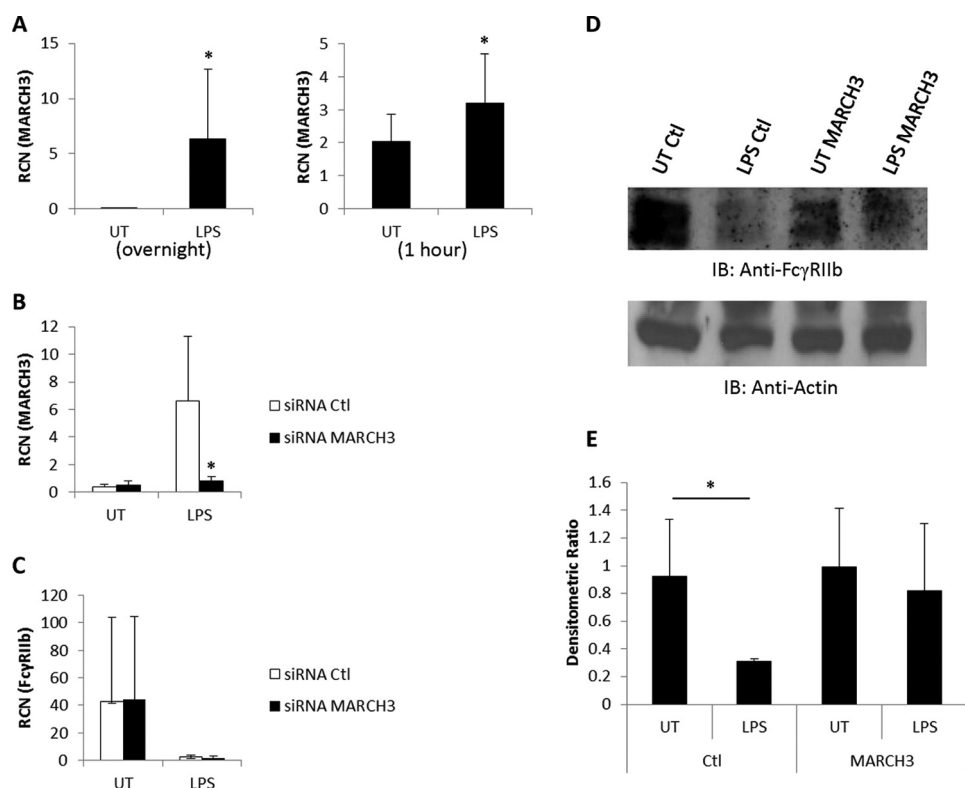 A
RCN (MARCH3)
15
10
5
0
*
UT
LPS
(overnight)
RCN (MARCH3)
5
4
3
2
1
0
*
UT
LPS
(1 hour)
B
RCN (MARCH3)
12
10
8
6
4
2
0
*
UT
LPS
siRNA Ctl
siRNA MARCH3
C
RCN (FcγRIIb)
120
100
80
60
40
20
0
UT
LPS
siRNA Ctl
siRNA MARCH3
D
UT Ctl
LPS Ctl
UT MARCH3
LPS MARCH3
IB: Anti-FcγRIIb
IB: Anti-Actin
E
Densitometric Ratio
1.6
1.4
1.2
1
0.8
0.6
0.4
0.2
0
*
UT
LPS
UT
LPS
Ctl
MARCH3